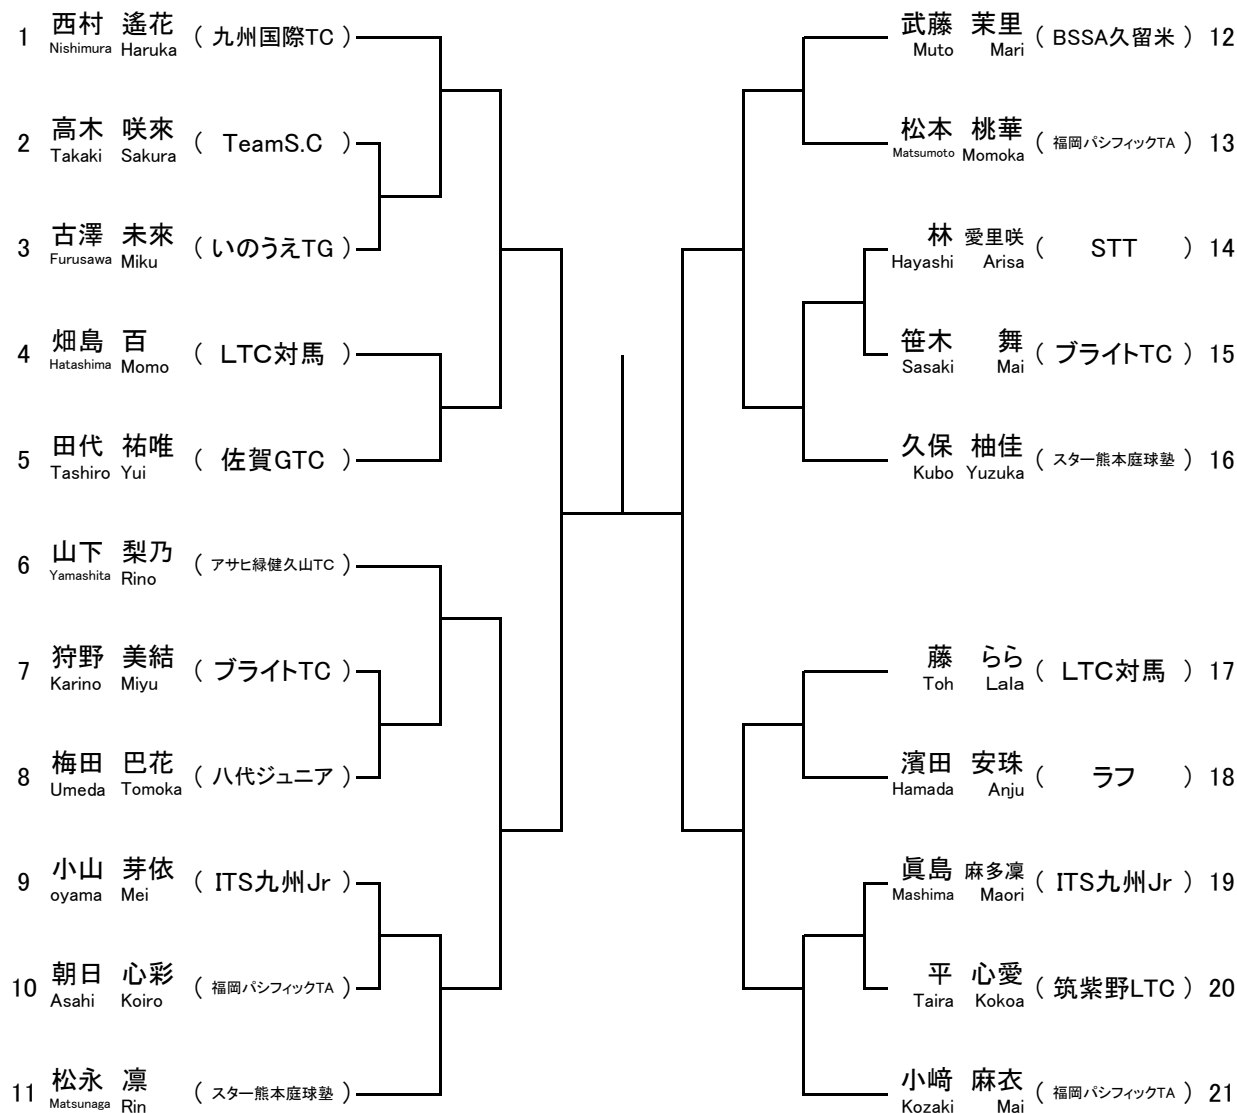 1 西村 遙花 ( 九州国際TC )
Nishimura Haruka
2 高木 咲來 ( TeamS.C )
Takaki Sakura
3 古澤 未來 ( いのうえTG )
Furusawa Miku
4 畑島 百 ( LTC対馬 )
Hatashima Momo
5 田代 祐唯 ( 佐賀GTC )
Tashiro Yui
6 山下 梨乃 ( アサヒ緑健久山TC )
Yamashita Rino
7 狩野 美結 ( ブライトTC )
Karino Miyu
8 梅田 巴花 ( 八代ジュニア )
Umeda Tomoka
9 小山 芽依 ( ITS九州Jr )
oyama Mei
10 朝日 心彩 ( 福岡パシフィックTA )
Asahi Koiro
11 松永 凛 ( スター熊本庭球塾 )
Matsunaga Rin
武藤 茉里 ( BSSA久留米 ) 12
Muto Mari
松本 桃華 ( 福岡パシフィックTA ) 13
Matsumoto Momoka
林 愛里咲 ( STT ) 14
Hayashi Arisa
笹木 舞 ( ブライトTC ) 15
Sasaki Mai
久保 柚佳 ( スター熊本庭球塾 ) 16
Kubo Yuzuka
藤 らら ( LTC対馬 ) 17
Toh Lala
濱田 安珠 ( ラフ ) 18
Hamada Anju
眞島 麻多凜 ( ITS九州Jr ) 19
Mashima Maori
平 心愛 ( 筑紫野LTC ) 20
Taira Kokoa
小﨑 麻衣 ( 福岡パシフィックTA ) 21
Kozaki Mai